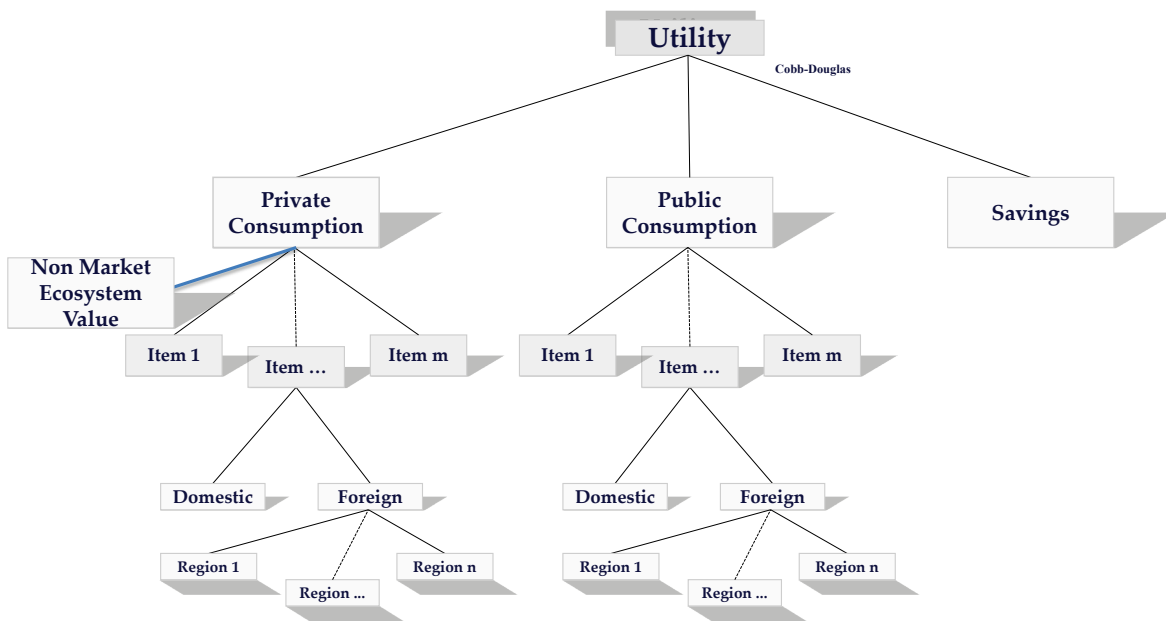 Utility
Cobb-Douglas
Private
Consumption
Public
Consumption
Savings
Non Market
Ecosystem
Value
Item 1
Item …
Item m
Item 1
Item …
Item m
Domestic
Foreign
Domestic
Foreign
Region 1
Region ...
Region n
Region 1
Region ...
Region n